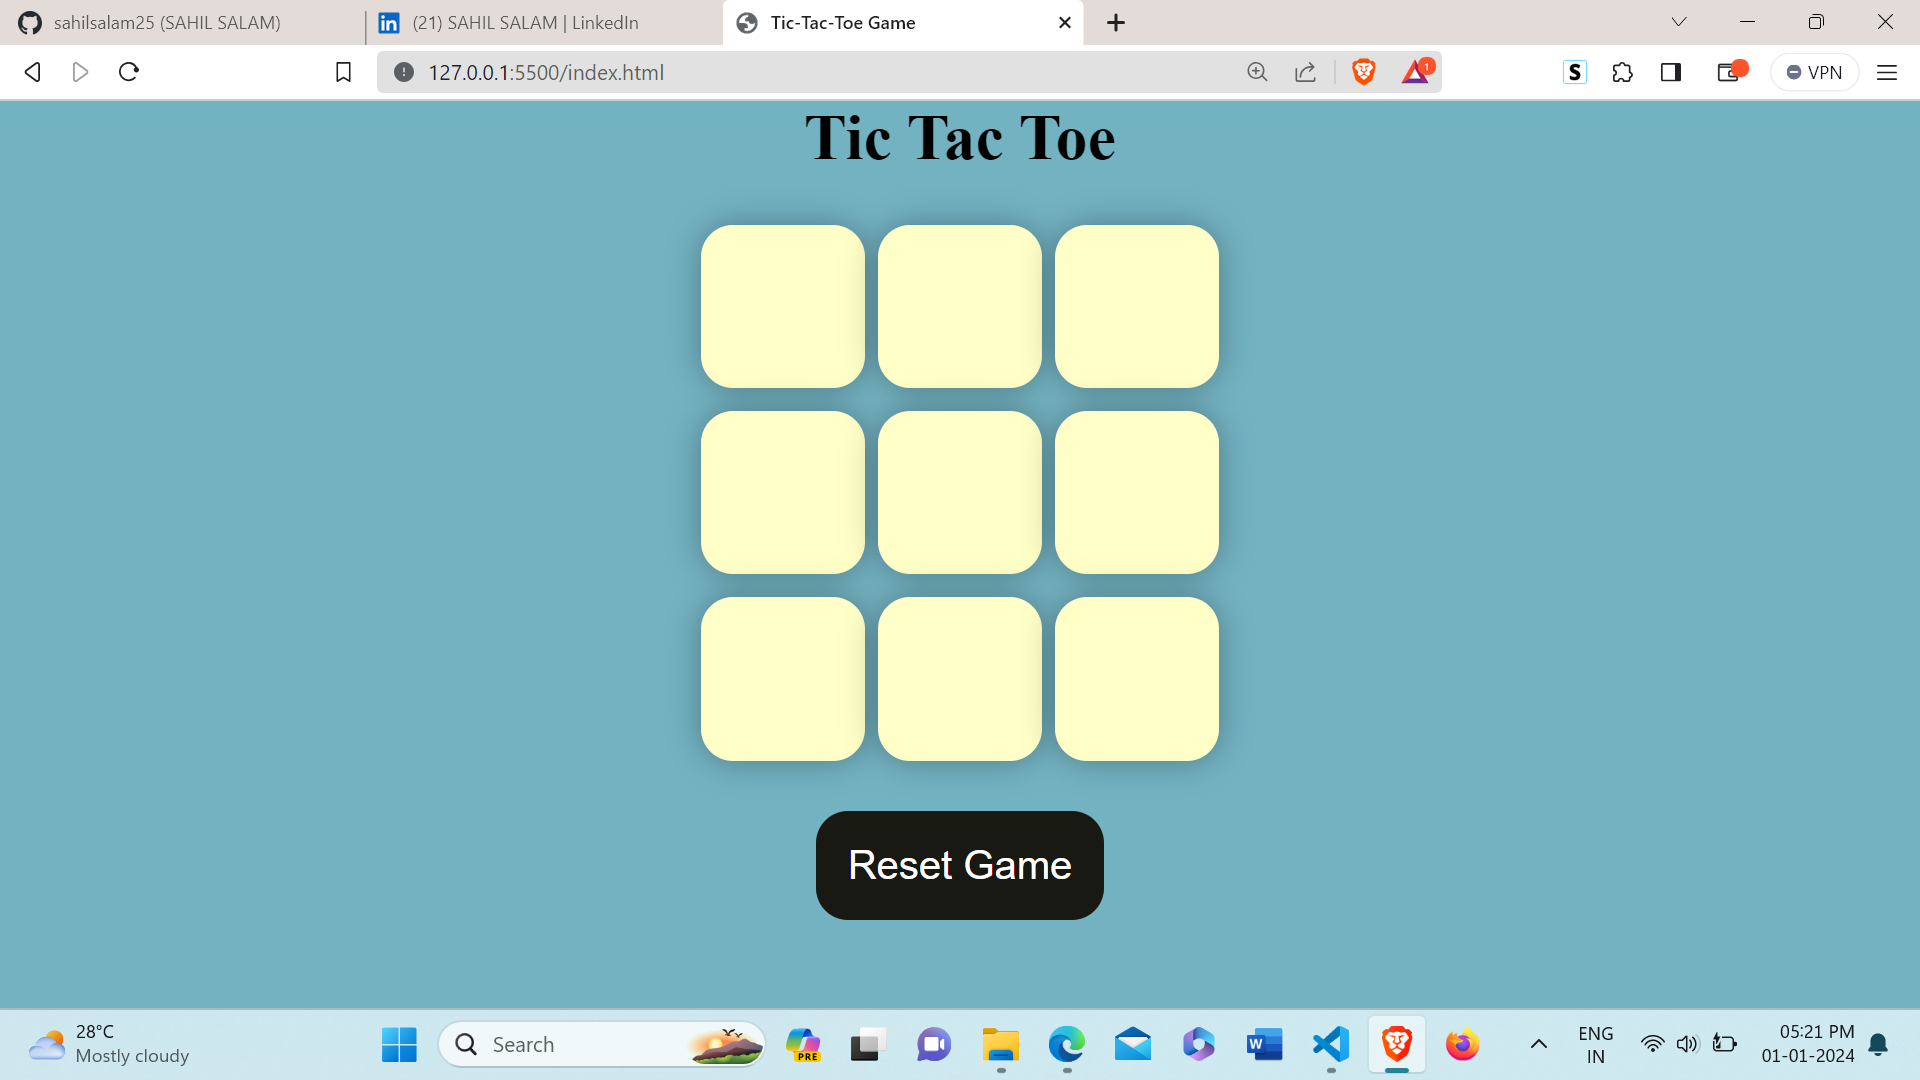 sahilsalam25 (SAHIL SALAM)
(21) SAHIL SALAM | LinkedIn
Tic-Tac-Toe Game
127.0.0.1:5500/index.html
1
S
VPN
Tic Tac Toe
Reset Game
28°C
Mostly cloudy
Search
PRE
W
ENG
IN
05:21 PM
01-01-2024